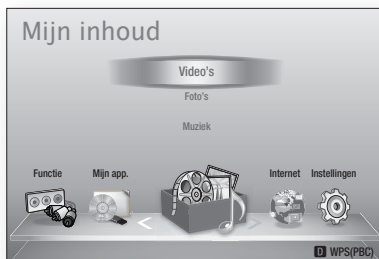 Mijn inhoud
Video's
Foto's
Muziek
Functie Mijn app. Internet Instellingen
D WPS(PBC)